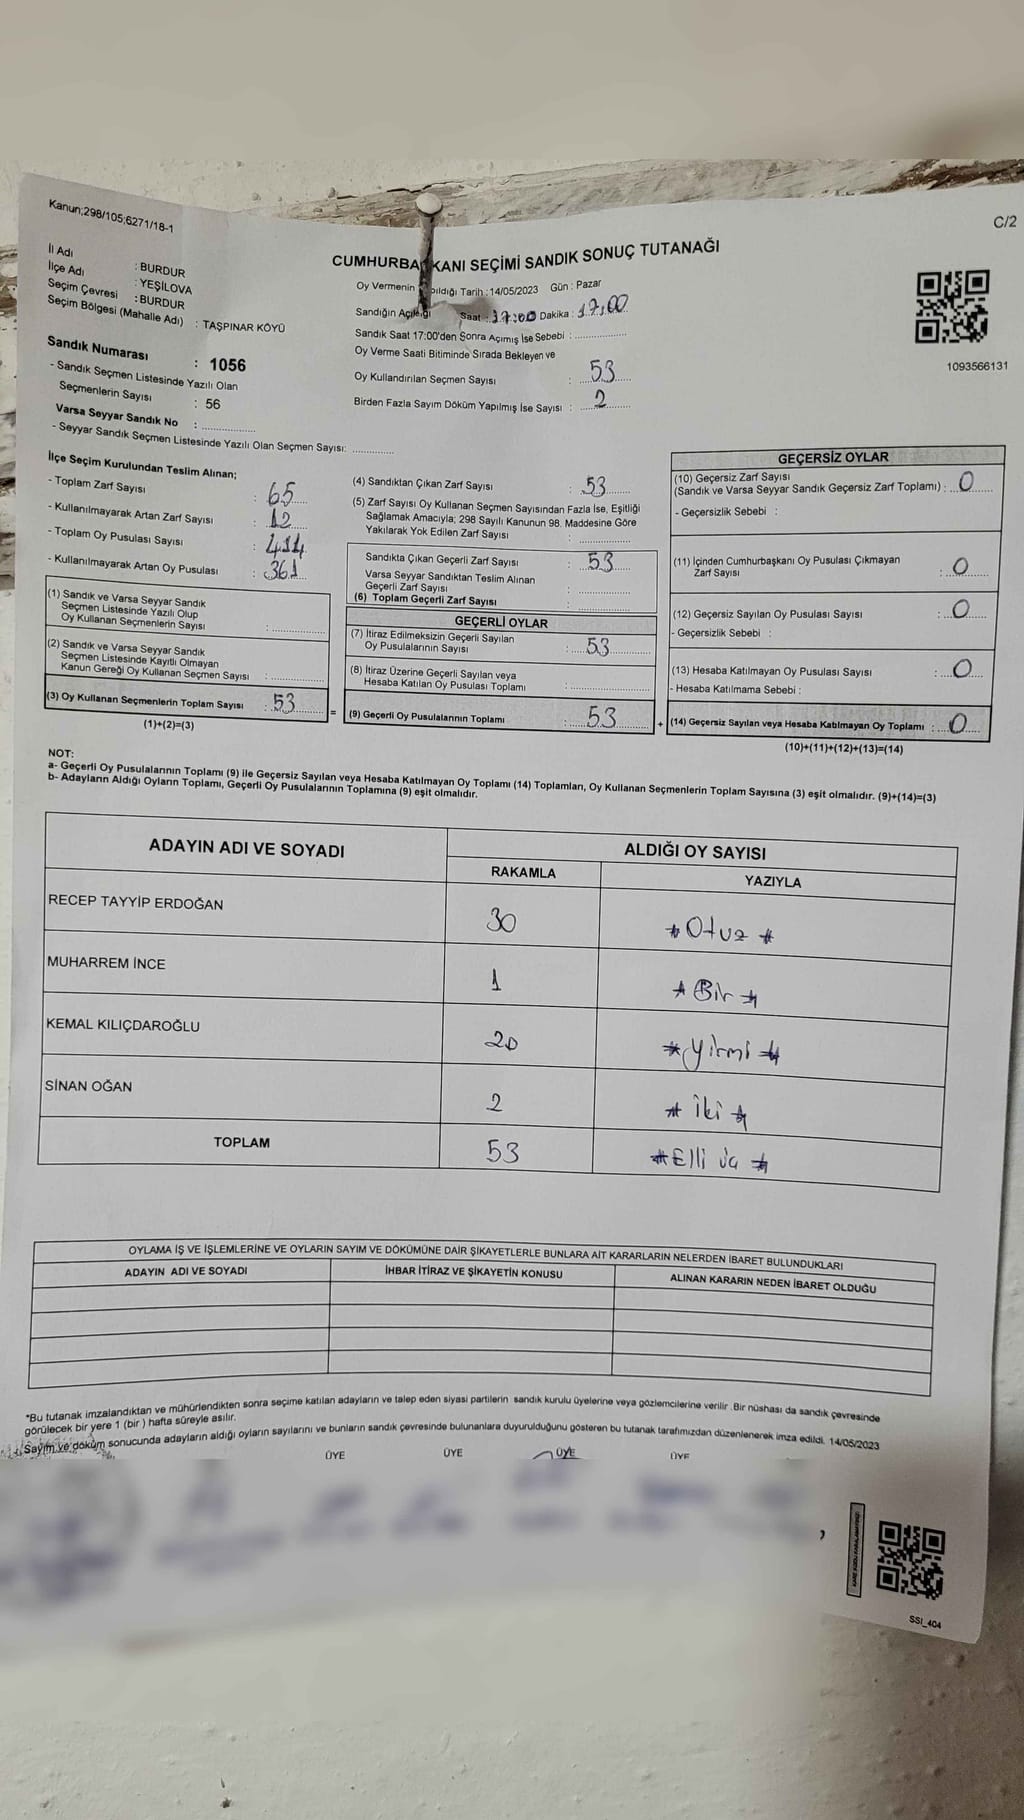 Kanun;298/105;6271/18-1
C/2
CUMHURBA KANI SEÇİMİ SANDIK SONUÇ TUTANAĞI
İl Adı : BURDUR
İlçe Adı : YEŞİLOVA
Seçim Çevresi : BURDUR
Seçim Bölgesi (Mahalle Adı) : TAŞPINAR KÖYÜ
Sandık Numarası : 1056
- Sandık Seçmen Listesinde Yazılı Olan
Seçmenlerin Sayısı : 56
Varsa Seyyar Sandık No :
- Seyyar Sandık Seçmen Listesinde Yazılı Olan Seçmen Sayısı:
Oy Vermenin pıldığı Tarih : 14/05/2023 Gün : Pazar
Sandığın Açıldığı Saat : 17:00 Dakika : 17,00
Sandık Saat 17:00'den Sonra Açımış İse Sebebi :
Oy Verme Saati Bitiminde Sırada Bekleyen ve
Oy Kullandırılan Seçmen Sayısı : 53
Birden Fazla Sayım Döküm Yapılmış İse Sayısı : 2
1093566131
İlçe Seçim Kurulundan Teslim Alınan;
- Toplam Zarf Sayısı : 65
- Kullanılmayarak Artan Zarf Sayısı : 12
- Toplam Oy Pusulası Sayısı : 414
- Kullanılmayarak Artan Oy Pusulası : 361
(1) Sandık ve Varsa Seyyar Sandık
Seçmen Listesinde Yazılı Olup
Oy Kullanan Seçmenlerin Sayısı :
(2) Sandık ve Varsa Seyyar Sandık
Seçmen Listesinde Kayıtlı Olmayan
Kanun Gereği Oy Kullanan Seçmen Sayısı :
(3) Oy Kullanan Seçmenlerin Toplam Sayısı : 53
(1)+(2)=(3)
=
(4) Sandıktan Çıkan Zarf Sayısı : 53
(5) Zarf Sayısı Oy Kullanan Seçmen Sayısından Fazla İse, Eşitliği
Sağlamak Amacıyla; 298 Sayılı Kanunun 98. Maddesine Göre
Yakılarak Yok Edilen Zarf Sayısı :
Sandıkta Çıkan Geçerli Zarf Sayısı : 53
Varsa Seyyar Sandıktan Teslim Alınan
Geçerli Zarf Sayısı :
(6) Toplam Geçerli Zarf Sayısı :
GEÇERLİ OYLAR
(7) İtiraz Edilmeksizin Geçerli Sayılan
Oy Pusulalarının Sayısı : 53
(8) İtiraz Üzerine Geçerli Sayılan veya
Hesaba Katılan Oy Pusulası Toplamı :
(9) Geçerli Oy Pusulalarının Toplamı : 53
+
GEÇERSİZ OYLAR
(10) Geçersiz Zarf Sayısı
(Sandık ve Varsa Seyyar Sandık Geçersiz Zarf Toplamı) : 0
- Geçersizlik Sebebi :
(11) İçinden Cumhurbaşkanı Oy Pusulası Çıkmayan
Zarf Sayısı : 0
(12) Geçersiz Sayılan Oy Pusulası Sayısı : 0
- Geçersizlik Sebebi :
(13) Hesaba Katılmayan Oy Pusulası Sayısı : 0
- Hesaba Katılmama Sebebi :
(14) Geçersiz Sayılan veya Hesaba Katılmayan Oy Toplamı : 0
(10)+(11)+(12)+(13)=(14)
NOT:
a- Geçerli Oy Pusulalarının Toplamı (9) ile Geçersiz Sayılan veya Hesaba Katılmayan Oy Toplamı (14) Toplamları, Oy Kullanan Seçmenlerin Toplam Sayısına (3) eşit olmalıdır. (9)+(14)=(3)
b- Adayların Aldığı Oyların Toplamı, Geçerli Oy Pusulalarının Toplamına (9) eşit olmalıdır.
ADAYIN ADI VE SOYADI ALDIĞI OY SAYISI
RAKAMLA YAZIYLA
RECEP TAYYİP ERDOĞAN 30 # Otuz #
MUHARREM İNCE 1 # Bir #
KEMAL KILIÇDAROĞLU 20 # Yirmi #
SİNAN OĞAN 2 # İki #
TOPLAM 53 # Elli üç #
OYLAMA İŞ VE İŞLEMLERİNE VE OYLARIN SAYIM VE DÖKÜMÜNE DAİR ŞİKAYETLERLE BUNLARA AİT KARARLARIN NELERDEN İBARET BULUNDUKLARI
ADAYIN ADI VE SOYADI İHBAR İTİRAZ VE ŞİKAYETİN KONUSU ALINAN KARARIN NEDEN İBARET OLDUĞU
*Bu tutanak imzalandıktan ve mühürlendikten sonra seçime katılan adayların ve talep eden siyasi partilerin sandık kurulu üyelerine veya gözlemcilerine verilir. Bir nüshası da sandık çevresinde
görülecek bir yere 1 (bir ) hafta süreyle asılır.
Sayım ve döküm sonucunda adayların aldığı oyların sayılarını ve bunların sandık çevresinde bulunanlara duyurulduğunu gösteren bu tutanak tarafımızdan düzenlenerek imza edildi. 14/05/2023
ÜYE ÜYE ÜYE ÜYE
SSI_404